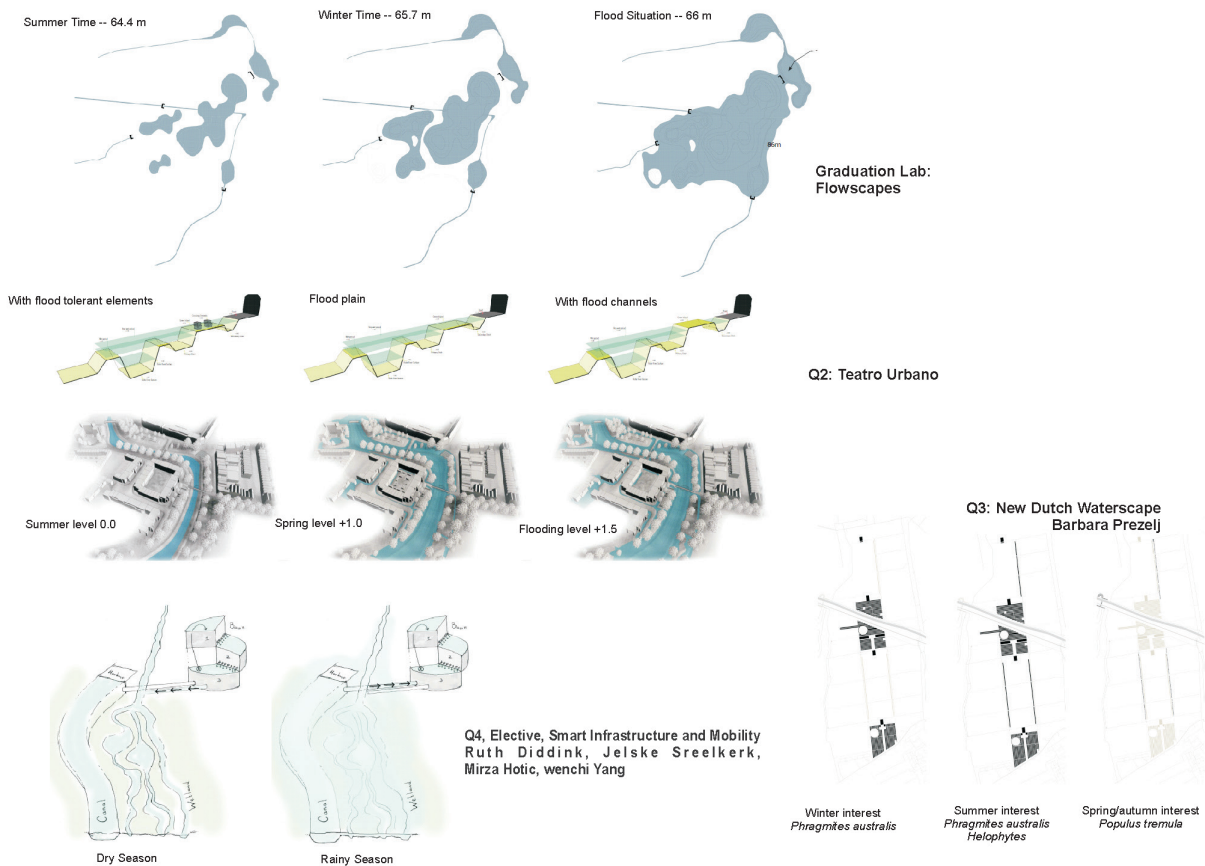 Summer Time -- 64.4 m
Winter Time -- 65.7 m
Flood Situation -- 66 m
Graduation Lab:
Flowscapes
With flood tolerant elements
Flood plain
With flood channels
Q2: Teatro Urbano
Summer level 0.0
Spring level +1.0
Flooding level +1.5
Q3: New Dutch Waterscape
Barbara Prezelj
Canal
Wetland
Dry Season
Canal
Wetland
Rainy Season
Q4, Elective, Smart Infrastructure and Mobility
Ruth Diddink, Jelske Sreelkerk,
Mirza Hotic, wenchi Yang
Winter interest
Phragmites australis
Summer interest
Phragmites australis
Helophytes
Spring/autumn interest
Populus tremula